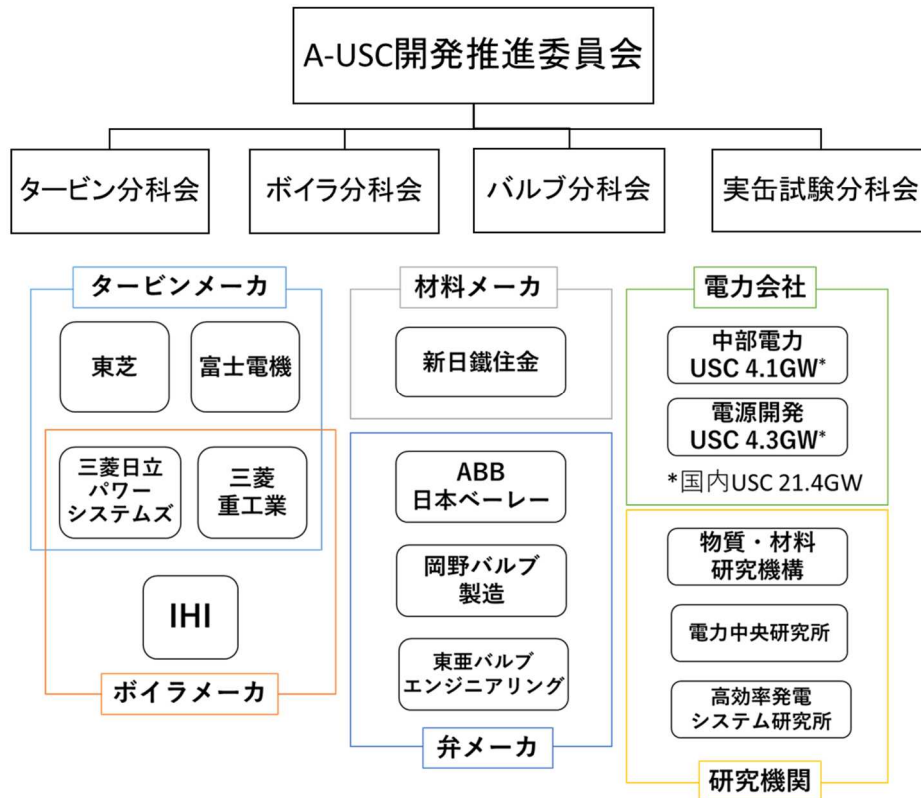 A-USC開発推進委員会
タービン分科会
ボイラ分科会
バルブ分科会
実缶試験分科会
タービンメーカ
東芝
富士電機
三菱日立
パワー
システムズ
三菱
重工業
IHI
ボイラメーカ
材料メーカ
新日鐵住金
ABB
日本ベーレー
岡野バルブ
製造
東亜バルブ
エンジニアリング
弁メーカ
電力会社
中部電力
USC 4.1GW*
電源開発
USC 4.3GW*
*国内USC 21.4GW
物質・材料
研究機構
電力中央研究所
高効率発電
システム研究所
研究機関